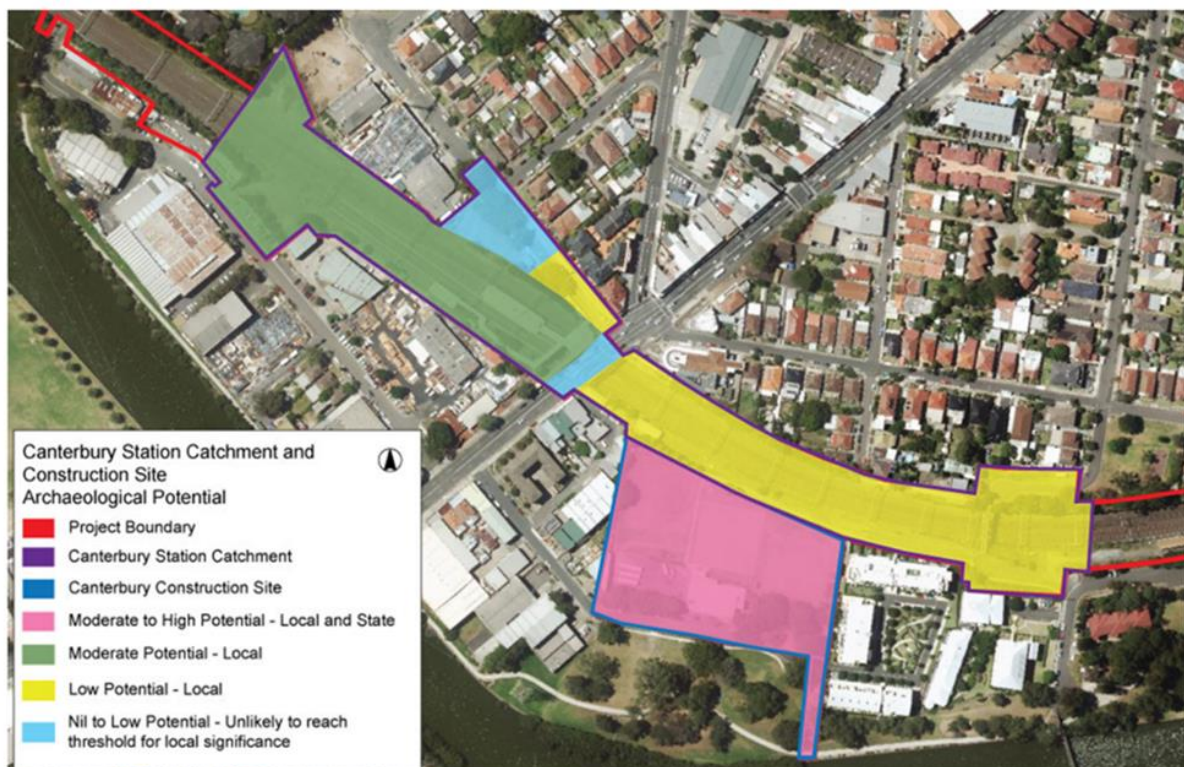 Canterbury Station Catchment and
Construction Site
Archaeological Potential
Project Boundary
Canterbury Station Catchment
Canterbury Construction Site
Moderate to High Potential - Local and State
Moderate Potential - Local
Low Potential - Local
Nil to Low Potential - Unlikely to reach
threshold for local significance